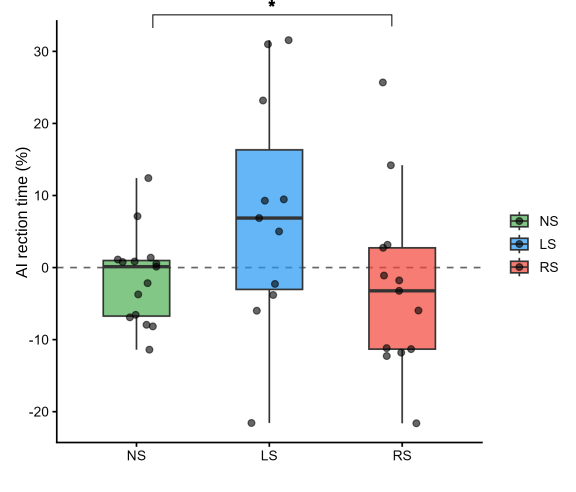 *
AI rection time (%)
30
20
10
0
-10
-20
NS
LS
RS
NS
LS
RS